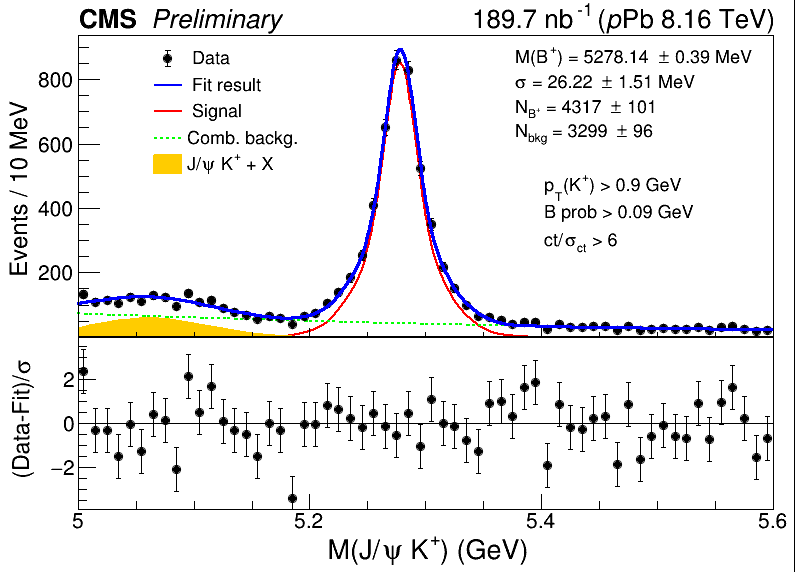 CMS Preliminary 189.7 nb⁻¹ (pPb 8.16 TeV)
Events / 10 MeV
800
600
400
200
Data
Fit result
Signal
Comb. backg.
J/ψ K⁺ + X
M(B⁺) = 5278.14 ± 0.39 MeV
σ = 26.22 ± 1.51 MeV
N_B⁺ = 4317 ± 101
N_bkg = 3299 ± 96
p_T(K⁺) > 0.9 GeV
B prob > 0.09 GeV
ct/σ_ct > 6
(Data-Fit)/σ
2
0
−2
5 5.2 5.4 5.6
M(J/ψ K⁺) (GeV)